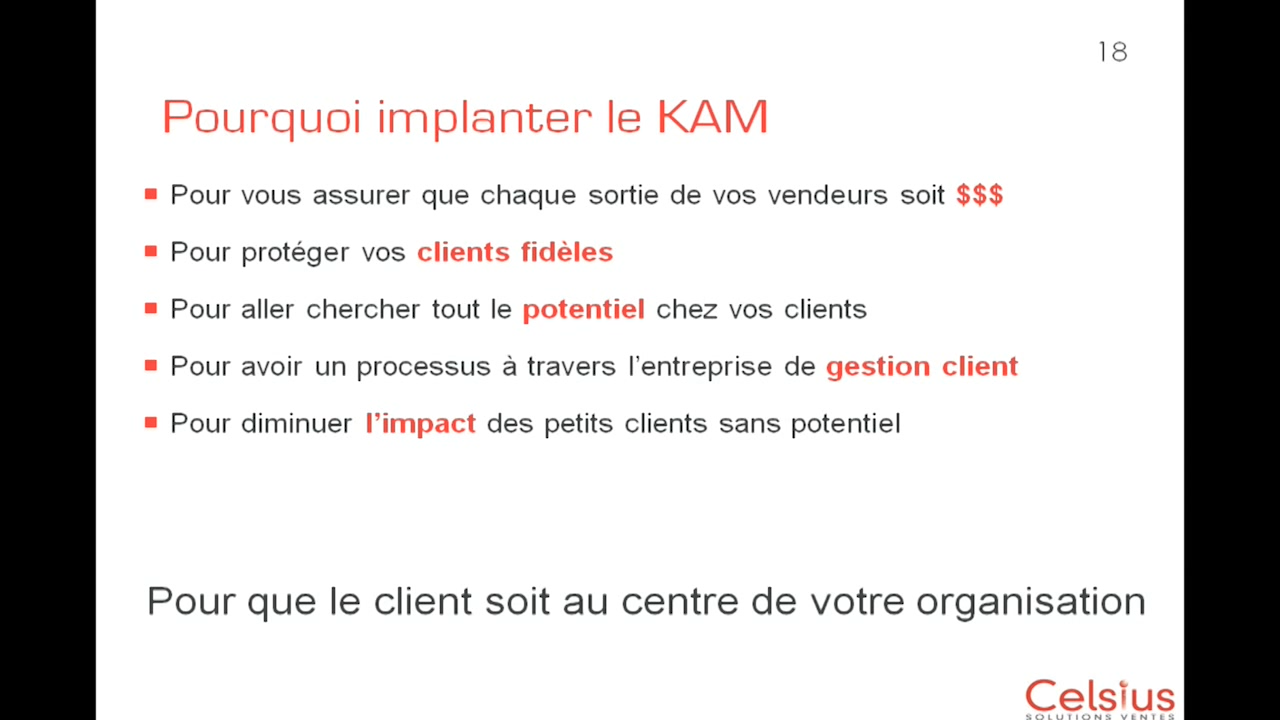 18
Pourquoi implanter le KAM
Pour vous assurer que chaque sortie de vos vendeurs soit $$$
Pour protéger vos clients fidèles
Pour aller chercher tout le potentiel chez vos clients
Pour avoir un processus à travers l'entreprise de gestion client
Pour diminuer l'impact des petits clients sans potentiel
Pour que le client soit au centre de votre organisation
Celsius
SOLUTIONS VENTES